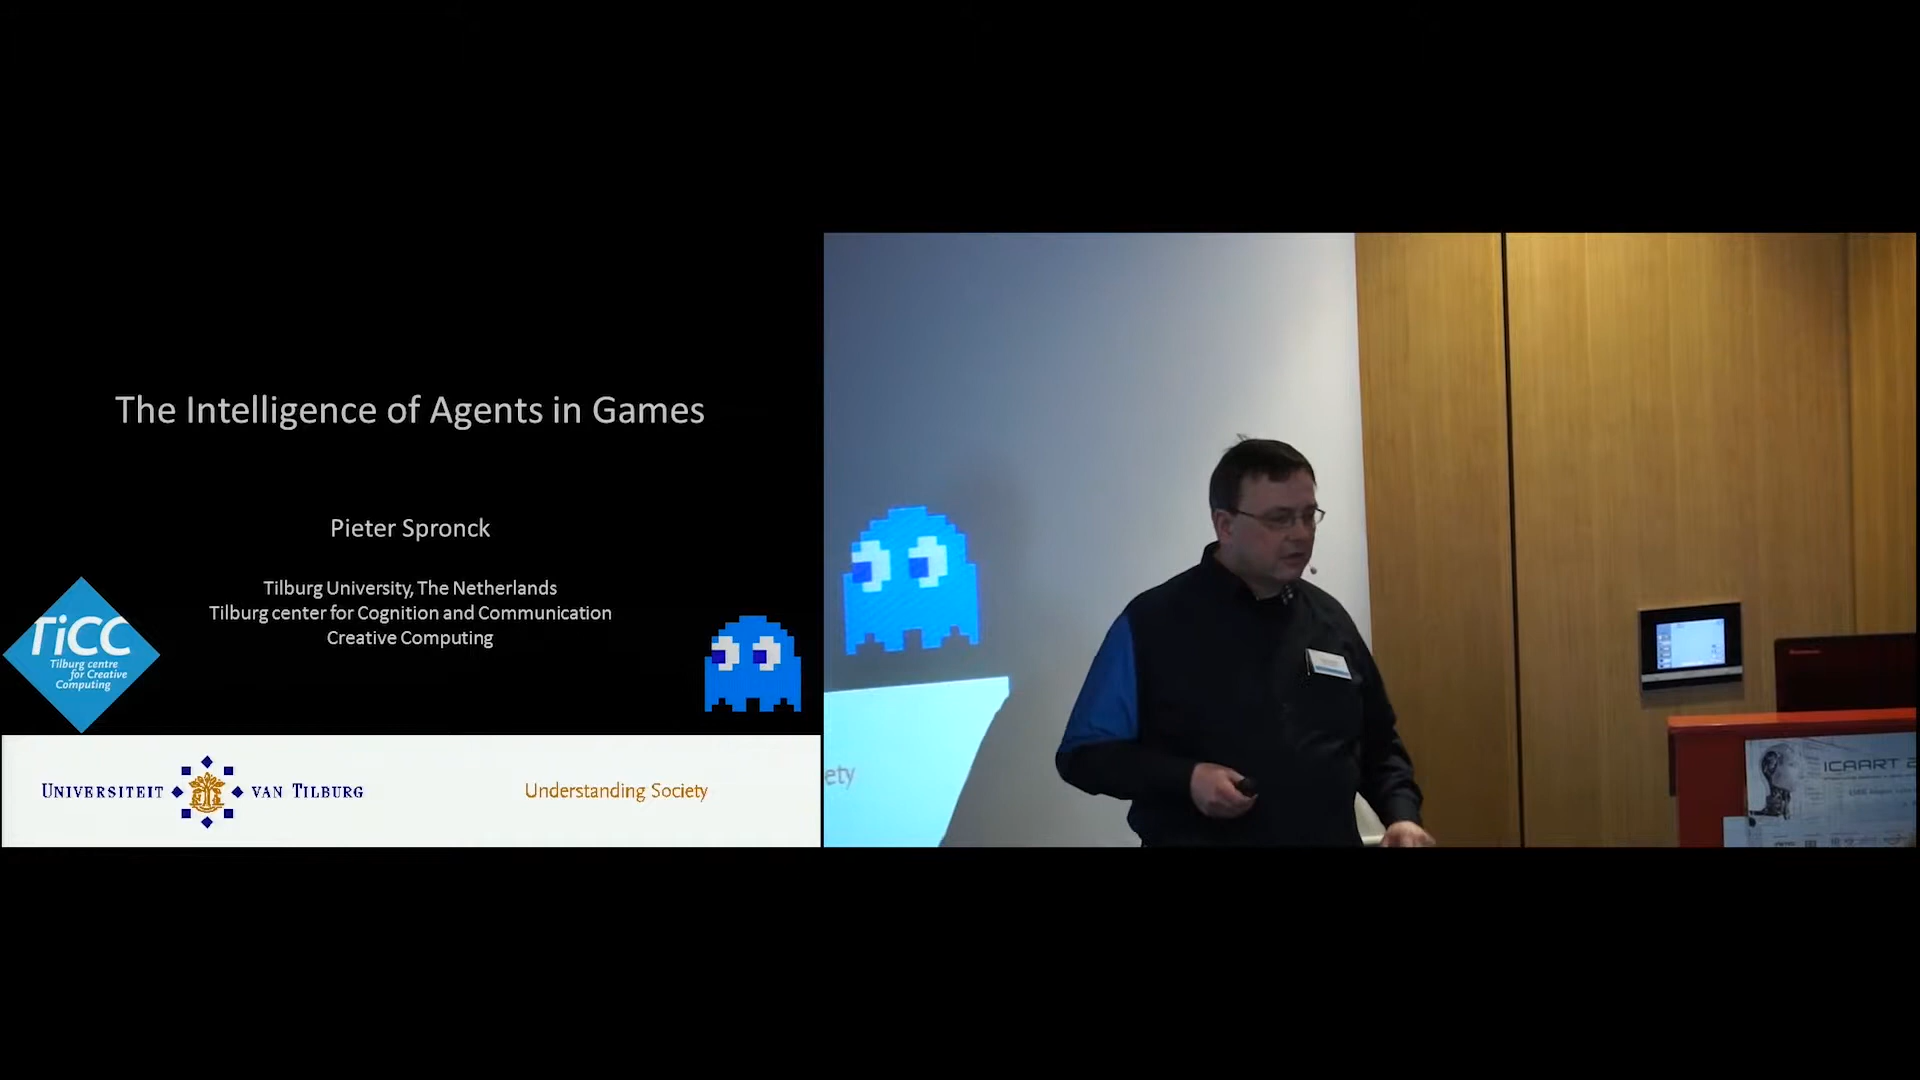 The Intelligence of Agents in Games
Pieter Spronck
Tilburg University, The Netherlands
Tilburg center for Cognition and Communication
Creative Computing
TiCC
Tilburg centre
for Creative
Computing
UNIVERSITEIT VAN TILBURG
Understanding Society
ety
ICAART